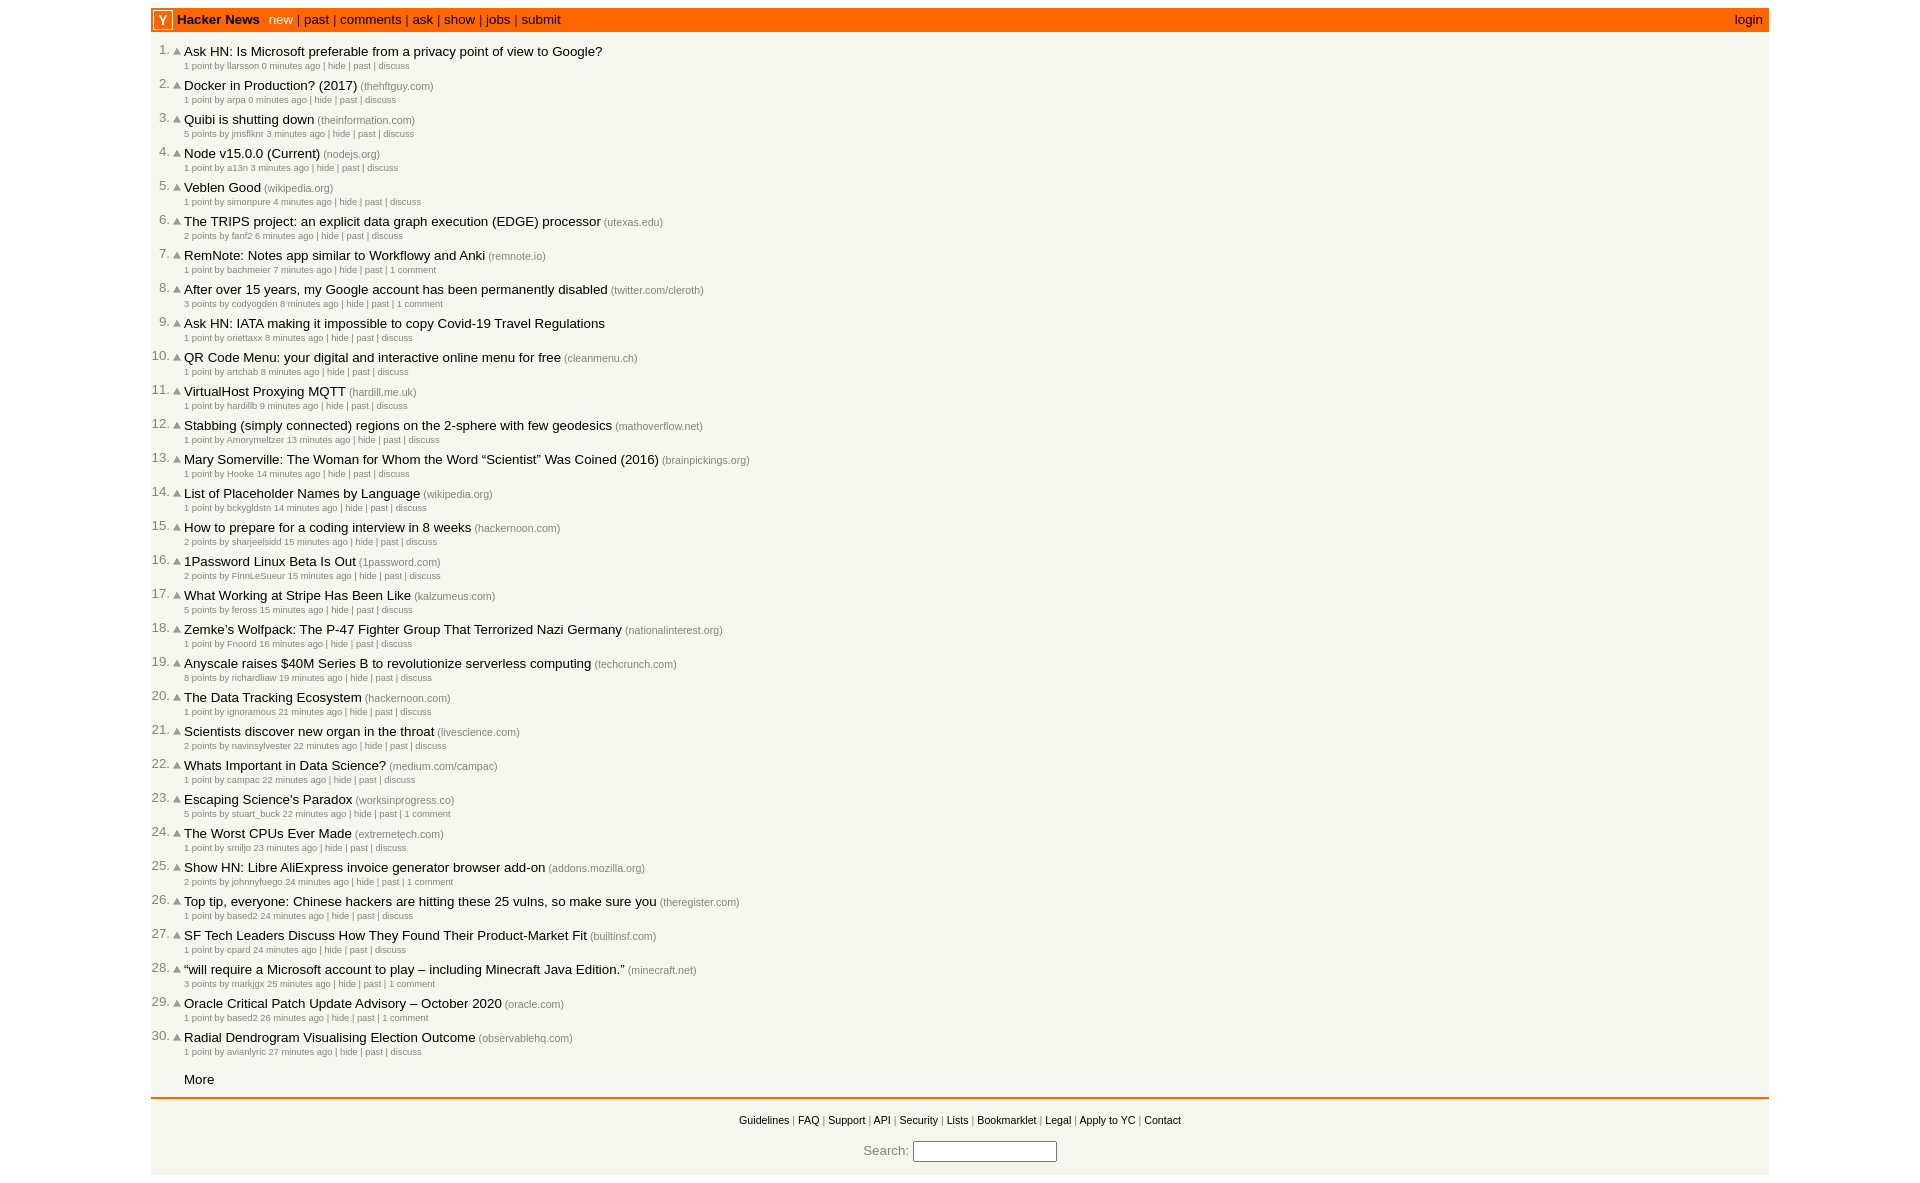 Y Hacker News new | past | comments | ask | show | jobs | submit login
1. Ask HN: Is Microsoft preferable from a privacy point of view to Google?
1 point by llarsson 0 minutes ago | hide | past | discuss
2. Docker in Production? (2017) (thehftguy.com)
1 point by arpa 0 minutes ago | hide | past | discuss
3. Quibi is shutting down (theinformation.com)
5 points by jmsflknr 3 minutes ago | hide | past | discuss
4. Node v15.0.0 (Current) (nodejs.org)
1 point by a13n 3 minutes ago | hide | past | discuss
5. Veblen Good (wikipedia.org)
1 point by simonpure 4 minutes ago | hide | past | discuss
6. The TRIPS project: an explicit data graph execution (EDGE) processor (utexas.edu)
2 points by fanf2 6 minutes ago | hide | past | discuss
7. RemNote: Notes app similar to Workflowy and Anki (remnote.io)
1 point by bachmeier 7 minutes ago | hide | past | 1 comment
8. After over 15 years, my Google account has been permanently disabled (twitter.com/cleroth)
3 points by codyogden 8 minutes ago | hide | past | 1 comment
9. Ask HN: IATA making it impossible to copy Covid-19 Travel Regulations
1 point by oriettaxx 8 minutes ago | hide | past | discuss
10. QR Code Menu: your digital and interactive online menu for free (cleanmenu.ch)
1 point by artchab 8 minutes ago | hide | past | discuss
11. VirtualHost Proxying MQTT (hardill.me.uk)
1 point by hardillb 9 minutes ago | hide | past | discuss
12. Stabbing (simply connected) regions on the 2-sphere with few geodesics (mathoverflow.net)
1 point by Amorymeltzer 13 minutes ago | hide | past | discuss
13. Mary Somerville: The Woman for Whom the Word “Scientist” Was Coined (2016) (brainpickings.org)
1 point by Hooke 14 minutes ago | hide | past | discuss
14. List of Placeholder Names by Language (wikipedia.org)
1 point by bckygldstn 14 minutes ago | hide | past | discuss
15. How to prepare for a coding interview in 8 weeks (hackernoon.com)
2 points by sharjeelsidd 15 minutes ago | hide | past | discuss
16. 1Password Linux Beta Is Out (1password.com)
2 points by FinnLeSueur 15 minutes ago | hide | past | discuss
17. What Working at Stripe Has Been Like (kalzumeus.com)
5 points by feross 15 minutes ago | hide | past | discuss
18. Zemke’s Wolfpack: The P-47 Fighter Group That Terrorized Nazi Germany (nationalinterest.org)
1 point by Fnoord 16 minutes ago | hide | past | discuss
19. Anyscale raises $40M Series B to revolutionize serverless computing (techcrunch.com)
8 points by richardliaw 19 minutes ago | hide | past | discuss
20. The Data Tracking Ecosystem (hackernoon.com)
1 point by ignoramous 21 minutes ago | hide | past | discuss
21. Scientists discover new organ in the throat (livescience.com)
2 points by navinsylvester 22 minutes ago | hide | past | discuss
22. Whats Important in Data Science? (medium.com/campac)
1 point by campac 22 minutes ago | hide | past | discuss
23. Escaping Science's Paradox (worksinprogress.co)
5 points by stuart_buck 22 minutes ago | hide | past | 1 comment
24. The Worst CPUs Ever Made (extremetech.com)
1 point by smiljo 23 minutes ago | hide | past | discuss
25. Show HN: Libre AliExpress invoice generator browser add-on (addons.mozilla.org)
2 points by johnnyfuego 24 minutes ago | hide | past | 1 comment
26. Top tip, everyone: Chinese hackers are hitting these 25 vulns, so make sure you (theregister.com)
1 point by based2 24 minutes ago | hide | past | discuss
27. SF Tech Leaders Discuss How They Found Their Product-Market Fit (builtinsf.com)
1 point by cpard 24 minutes ago | hide | past | discuss
28. “will require a Microsoft account to play – including Minecraft Java Edition.” (minecraft.net)
3 points by markjgx 25 minutes ago | hide | past | 1 comment
29. Oracle Critical Patch Update Advisory – October 2020 (oracle.com)
1 point by based2 26 minutes ago | hide | past | 1 comment
30. Radial Dendrogram Visualising Election Outcome (observablehq.com)
1 point by avianlyric 27 minutes ago | hide | past | discuss
More
Guidelines | FAQ | Support | API | Security | Lists | Bookmarklet | Legal | Apply to YC | Contact
Search: